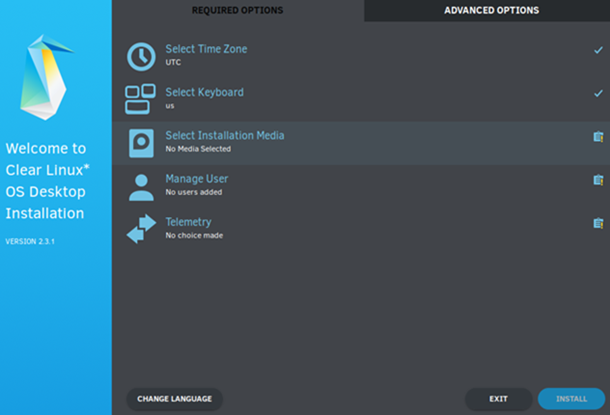 REQUIRED OPTIONS
ADVANCED OPTIONS
Select Time Zone
UTC
Select Keyboard
us
Select Installation Media
No Media Selected
Manage User
No users added
Telemetry
No choice made
Welcome to
Clear Linux*
OS Desktop
Installation
VERSION 2.3.1
CHANGE LANGUAGE
EXIT
INSTALL